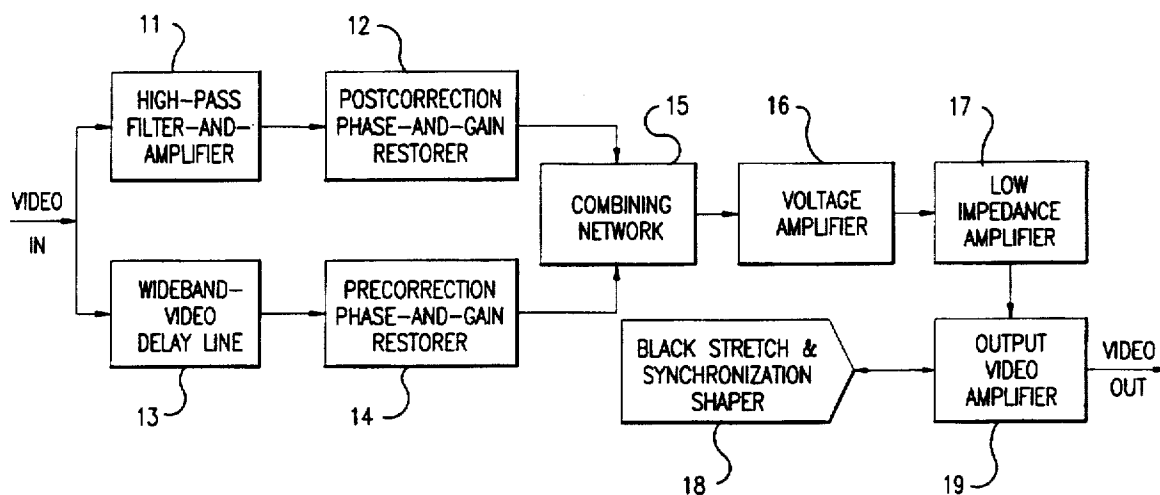 11
12
HIGH-PASS
FILTER-AND-
AMPLIFIER
POSTCORRECTION
PHASE-AND-GAIN
RESTORER
15
16
17
VIDEO
IN
COMBINING
NETWORK
VOLTAGE
AMPLIFIER
LOW
IMPEDANCE
AMPLIFIER
WIDEBAND-
VIDEO
DELAY LINE
PRECORRECTION
PHASE-AND-GAIN
RESTORER
BLACK STRETCH &
SYNCHRONIZATION
SHAPER
OUTPUT
VIDEO
AMPLIFIER
VIDEO
OUT
13
14
18
19